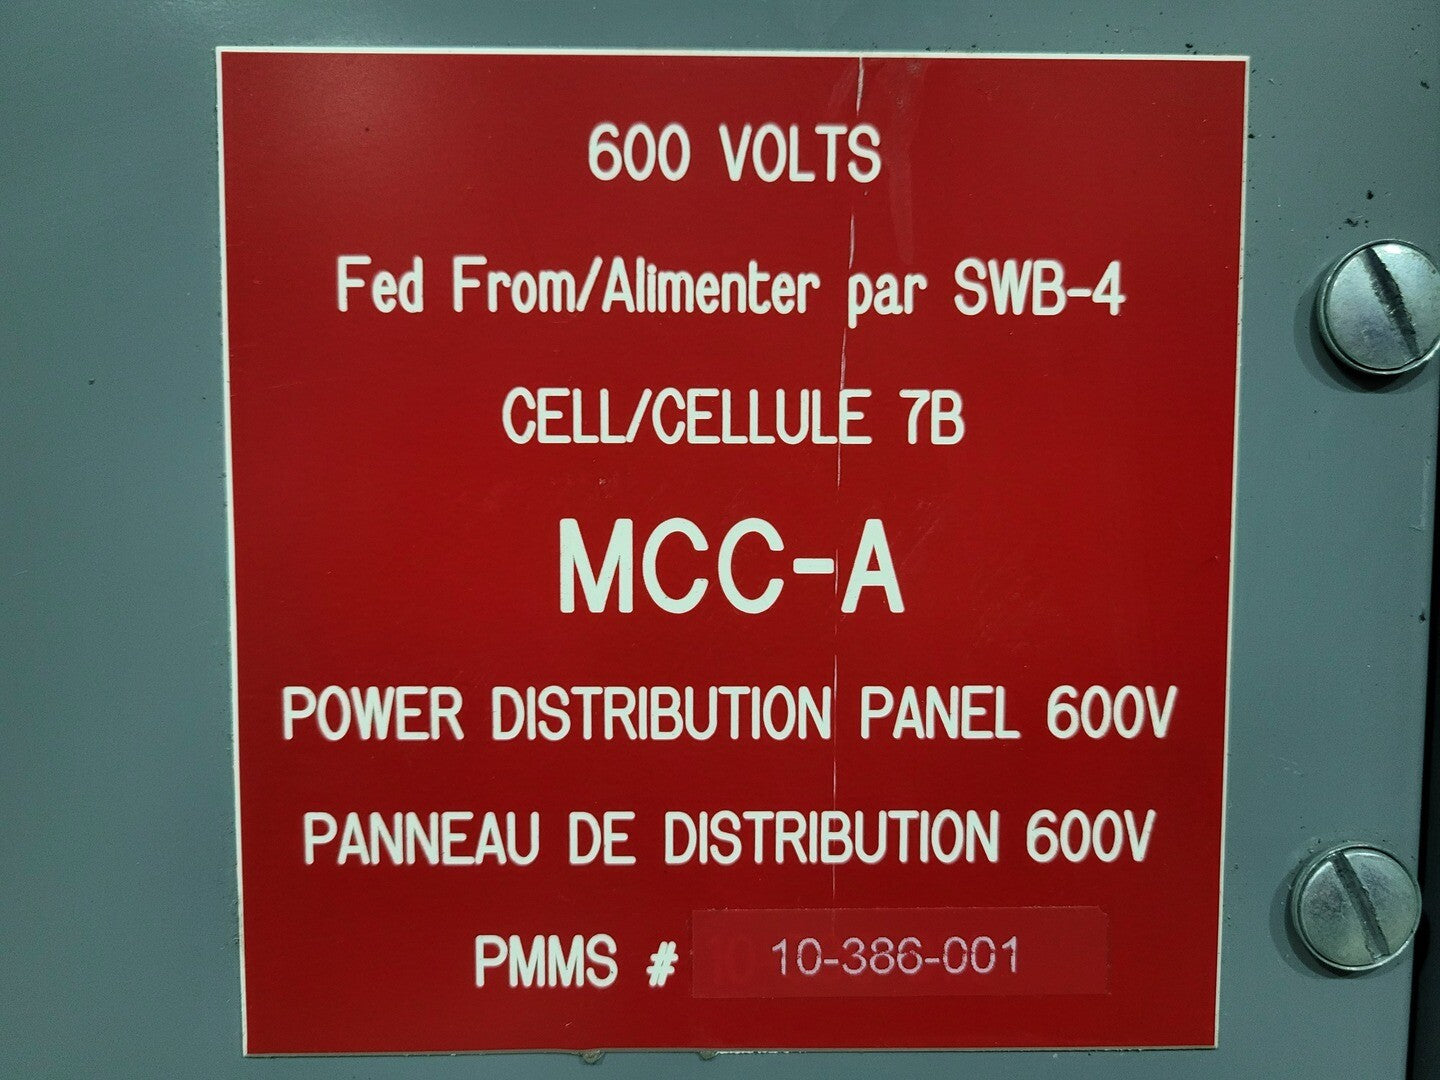 600 VOLTS
Fed From/Alimenter par SWB-4
CELL/CELLULE 7B
MCC-A
POWER DISTRIBUTION PANEL 600V
PANNEAU DE DISTRIBUTION 600V
PMMS # 10-386-001